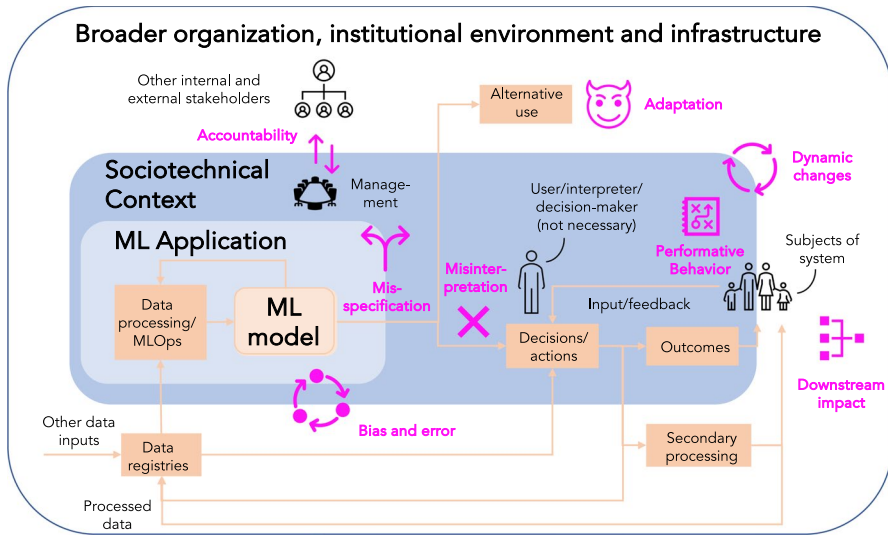 Broader organization, institutional environment and infrastructure
Other internal and
external stakeholders
Accountability
Alternative
use
Adaptation
Dynamic
changes
Sociotechnical
Context
Manage-
ment
User/interpreter/
decision-maker
(not necessary)
Performative
Behavior
Subjects of
system
ML Application
Mis-
specification
Misinter-
pretation
Data
processing/
MLOps
ML
model
Input/feedback
Decisions/
actions
Outcomes
Downstream
impact
Bias and error
Other data
inputs
Data
registries
Secondary
processing
Processed
data